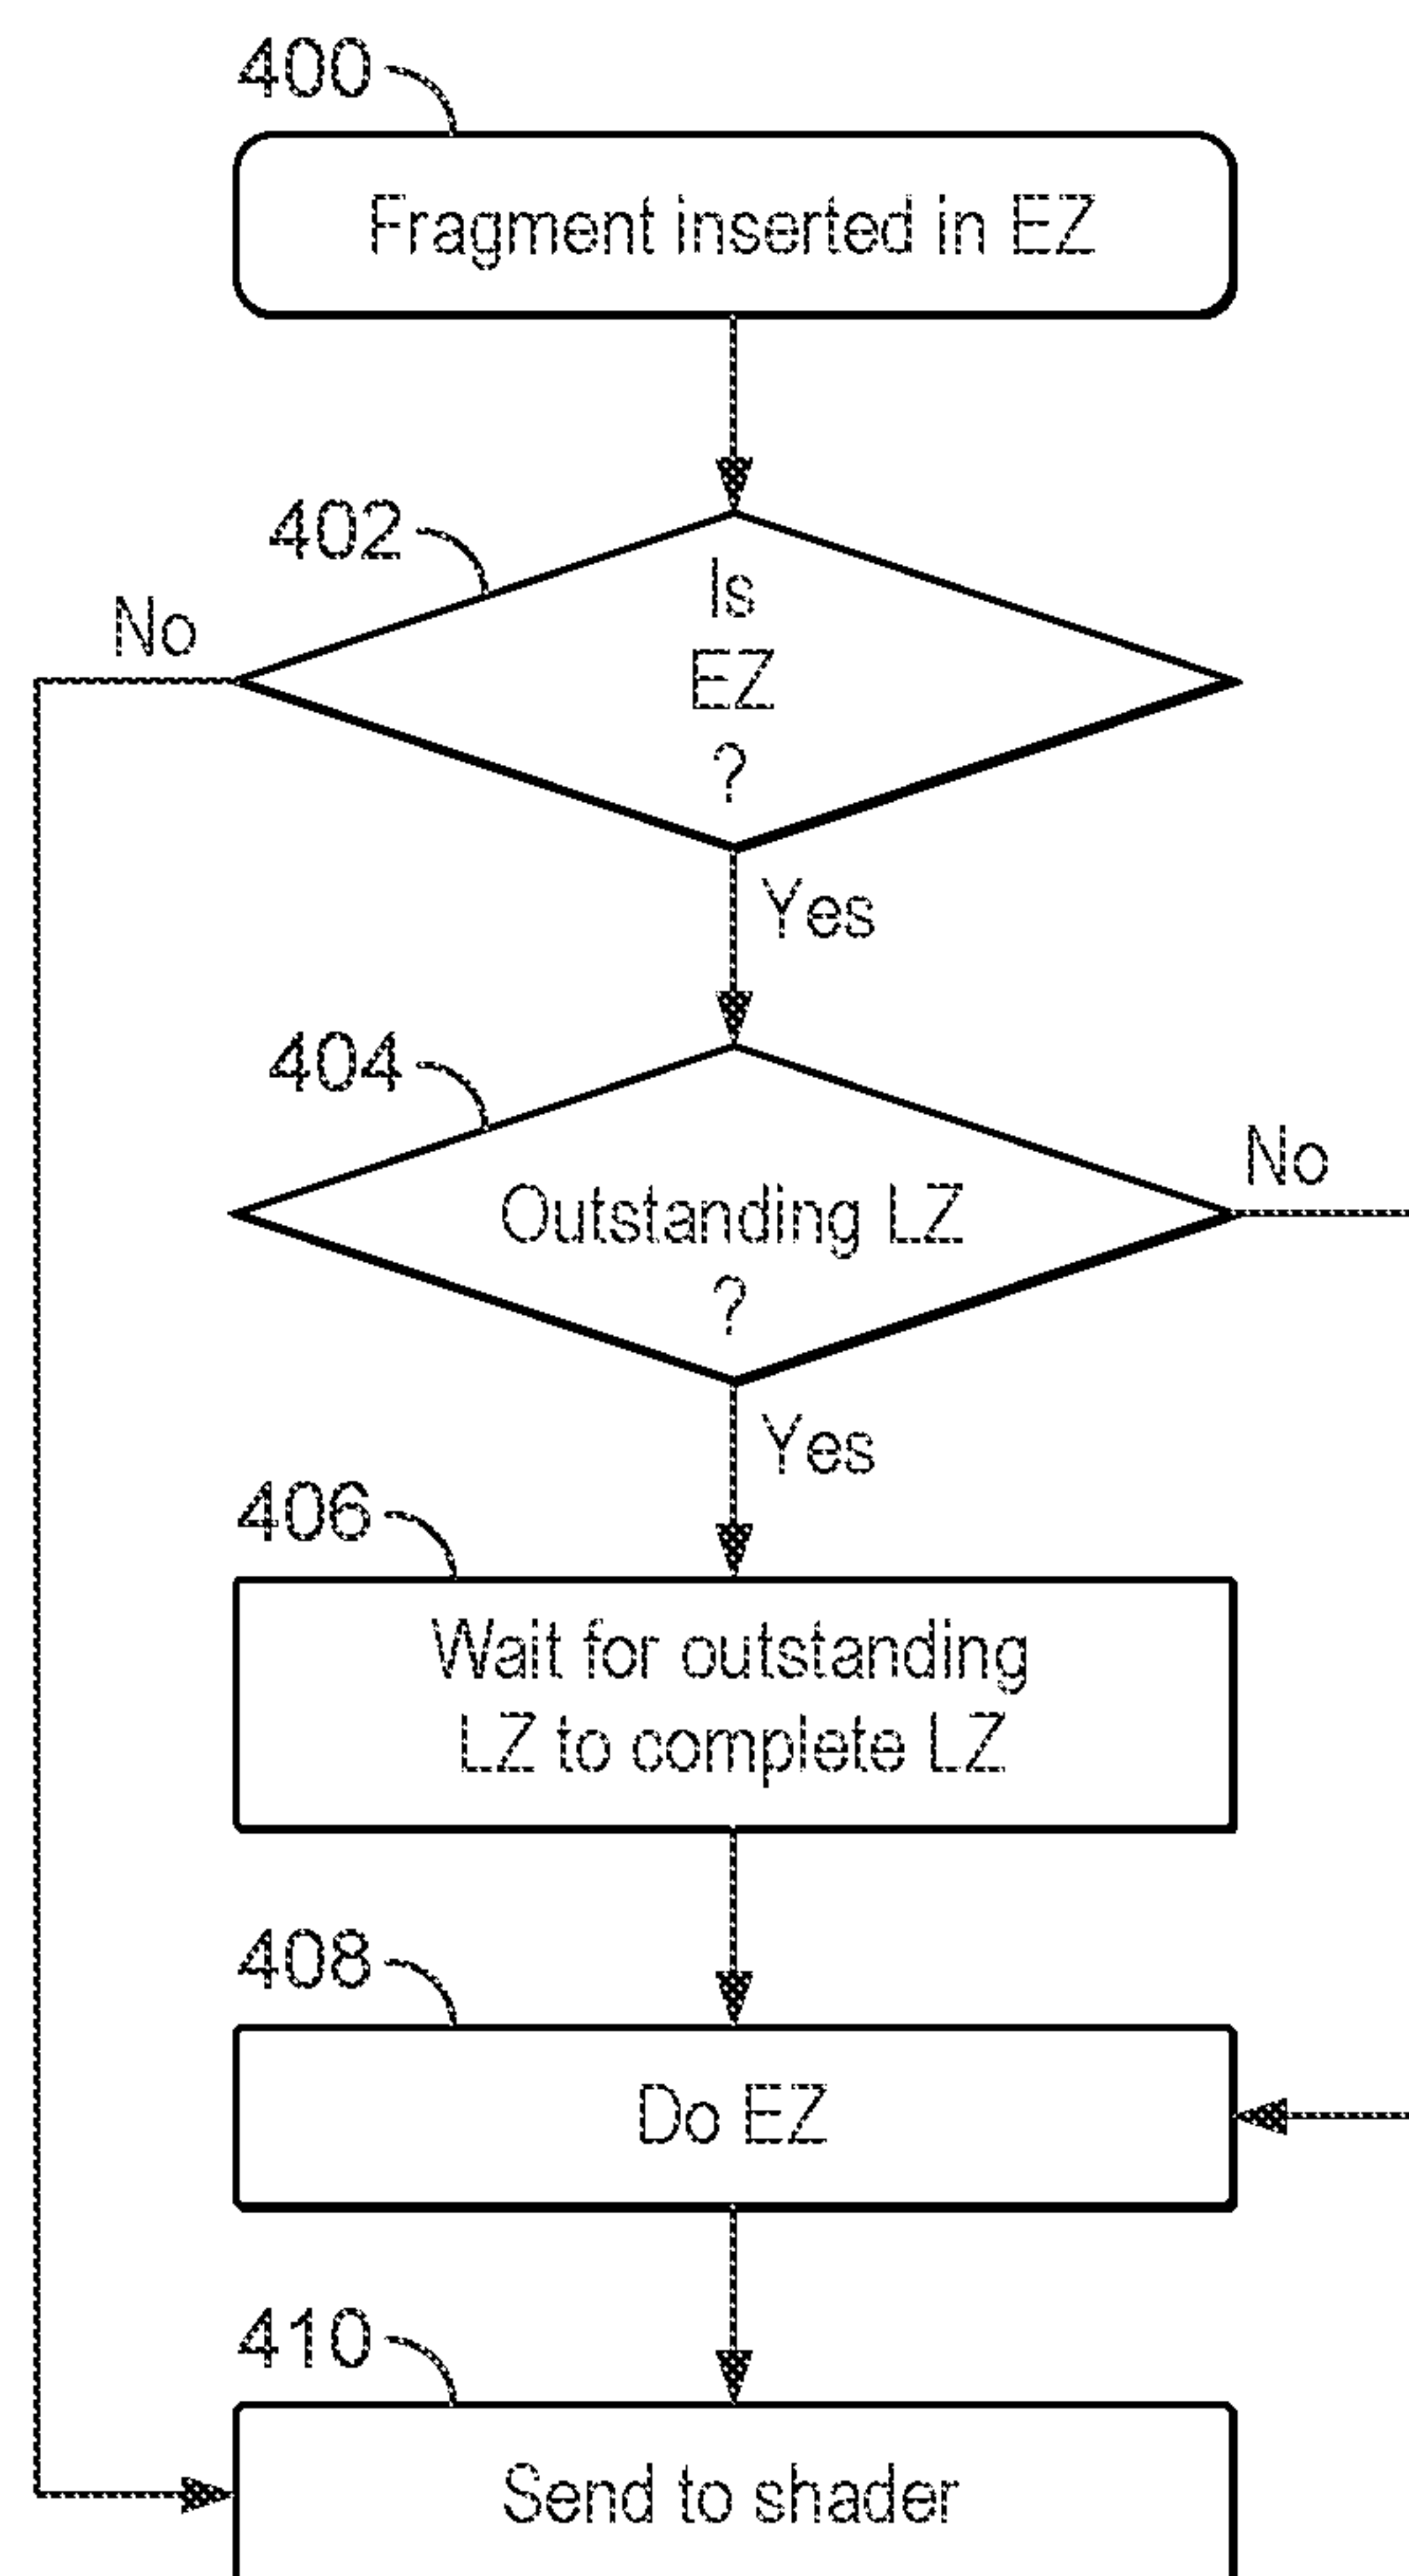 400
Fragment inserted in EZ
402
No
Is
EZ
?
Yes
404
No
Outstanding LZ
?
Yes
406
Wait for outstanding
LZ to complete LZ
408
Do EZ
410
Send to shader